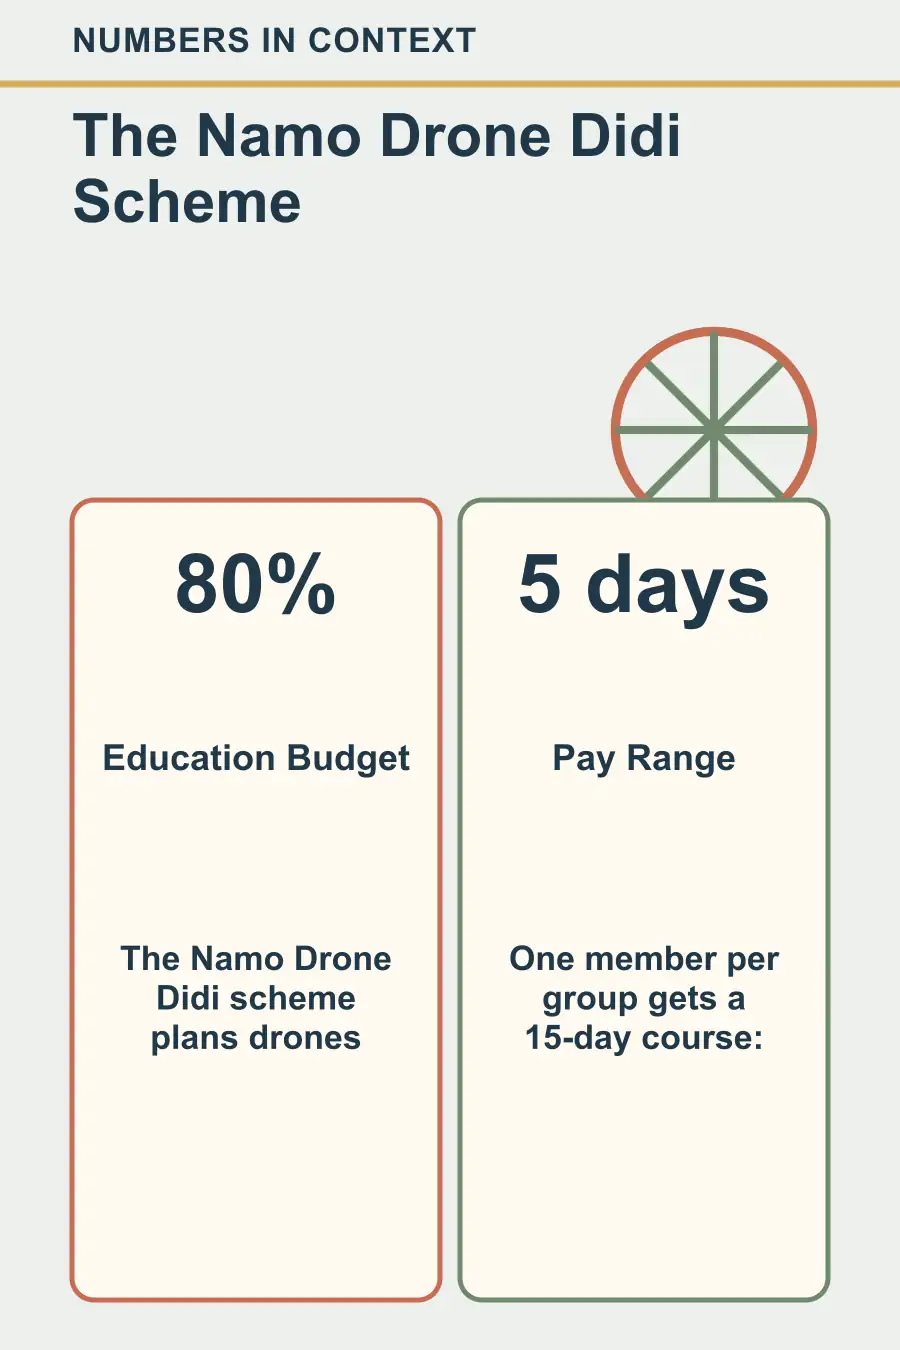 NUMBERS IN CONTEXT
The Namo Drone Didi
Scheme
80%
Education Budget
The Namo Drone
Didi scheme
plans drones
5 days
Pay Range
One member per
group gets a
15-day course: